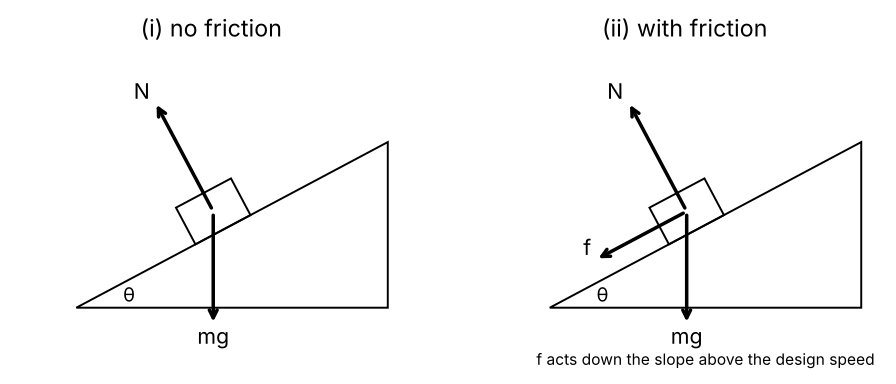 (i) no friction
N
θ
mg
(ii) with friction
N
f
θ
mg
f acts down the slope above the design speed